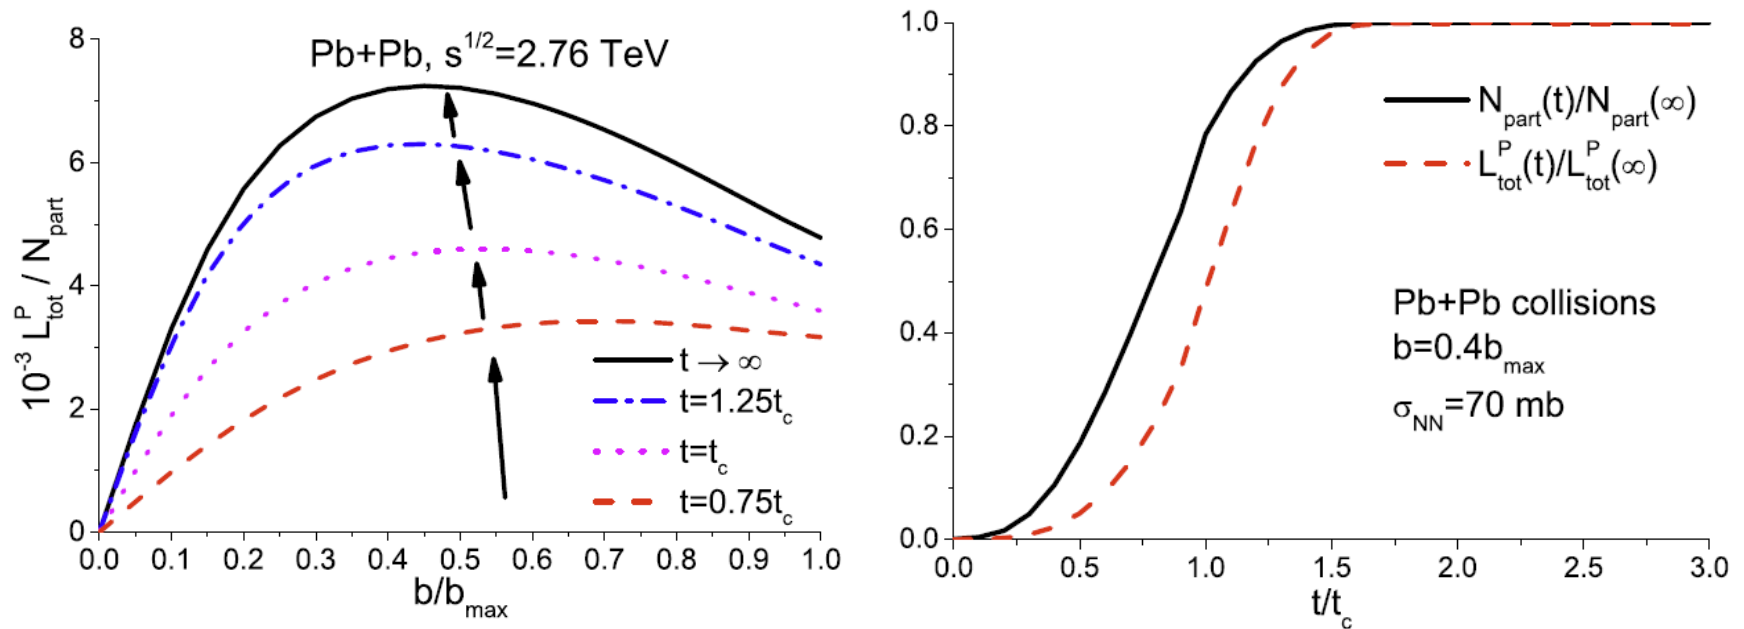 Pb+Pb, s^1/2=2.76 TeV
10^-3 L^P_tot / N_part
8
6
4
2
0
0.0 0.1 0.2 0.3 0.4 0.5 0.6 0.7 0.8 0.9 1.0
b/b_max
t → ∞
t=1.25t_c
t=t_c
t=0.75t_c
1.0
0.8
0.6
0.4
0.2
0.0
0.0 0.5 1.0 1.5 2.0 2.5 3.0
t/t_c
N_part(t)/N_part(∞)
L^P_tot(t)/L^P_tot(∞)
Pb+Pb collisions
b=0.4b_max
σ_NN=70 mb